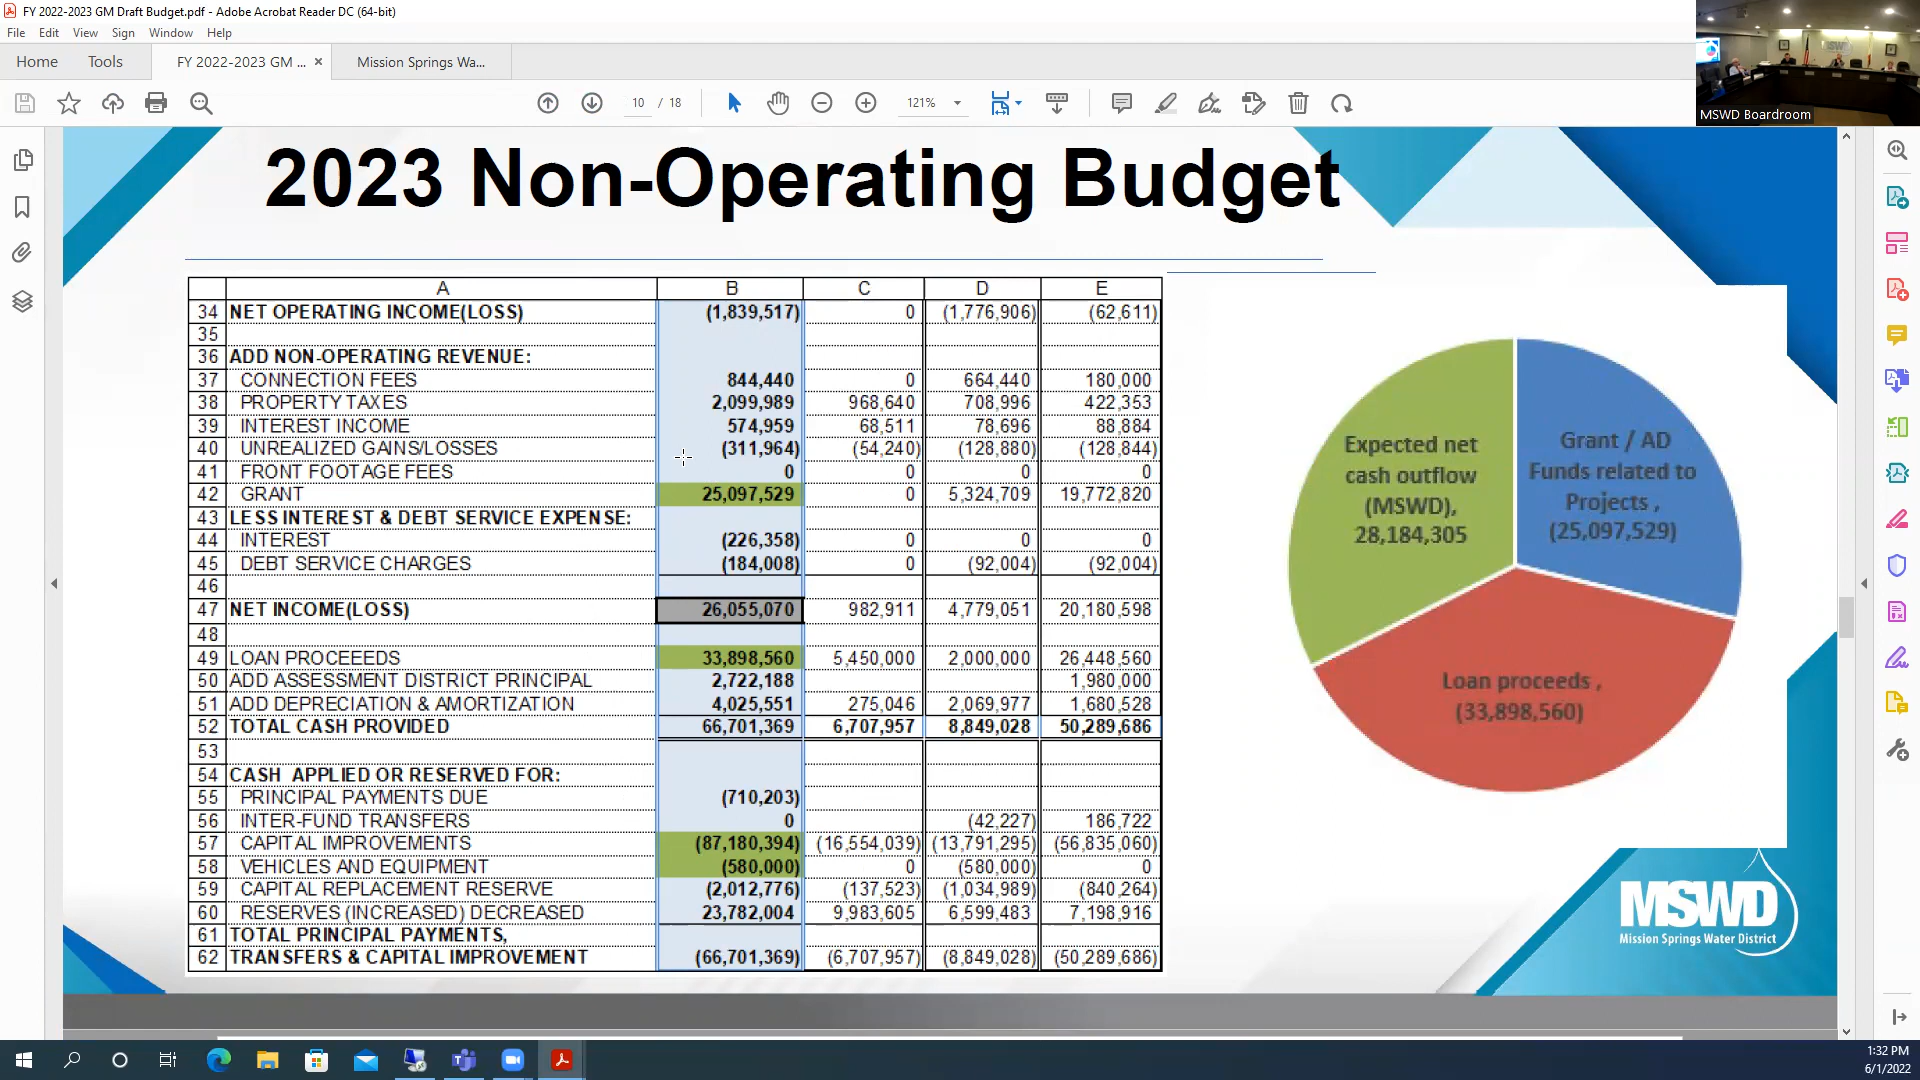 FY 2022-2023 GM Draft Budget.pdf - Adobe Acrobat Reader DC (64-bit)
File Edit View Sign Window Help
Home Tools FY 2022-2023 GM ... × Mission Springs Wa...
10 / 18 121%
MSWD Boardroom
2023 Non-Operating Budget
A B C D E
34 NET OPERATING INCOME(LOSS) (1,839,517) 0 (1,776,906) (62,611)
35
36 ADD NON-OPERATING REVENUE:
37 CONNECTION FEES 844,440 0 664,440 180,000
38 PROPERTY TAXES 2,099,989 968,640 708,996 422,353
39 INTEREST INCOME 574,959 68,511 78,696 88,884
40 UNREALIZED GAINS/LOSSES (311,964) (54,240) (128,880) (128,844)
41 FRONT FOOTAGE FEES 0 0 0 0
42 GRANT 25,097,529 0 5,324,709 19,772,820
43 LESS INTEREST & DEBT SERVICE EXPENSE:
44 INTEREST (226,358) 0 0 0
45 DEBT SERVICE CHARGES (184,008) 0 (92,004) (92,004)
46
47 NET INCOME(LOSS) 26,055,070 982,911 4,779,051 20,180,598
48
49 LOAN PROCEEEDS 33,898,560 5,450,000 2,000,000 26,448,560
50 ADD ASSESSMENT DISTRICT PRINCIPAL 2,722,188 1,980,000
51 ADD DEPRECIATION & AMORTIZATION 4,025,551 275,046 2,069,977 1,680,528
52 TOTAL CASH PROVIDED 66,701,369 6,707,957 8,849,028 50,289,686
53
54 CASH APPLIED OR RESERVED FOR:
55 PRINCIPAL PAYMENTS DUE (710,203)
56 INTER-FUND TRANSFERS 0 (42,227) 186,722
57 CAPITAL IMPROVEMENTS (87,180,394) (16,554,039) (13,791,295) (56,835,060)
58 VEHICLES AND EQUIPMENT (580,000) 0 (580,000) 0
59 CAPITAL REPLACEMENT RESERVE (2,012,776) (137,523) (1,034,989) (840,264)
60 RESERVES (INCREASED) DECREASED 23,782,004 9,983,605 6,599,483 7,198,916
61 TOTAL PRINCIPAL PAYMENTS,
62 TRANSFERS & CAPITAL IMPROVEMENT (66,701,369) (6,707,957) (8,849,028) (50,289,686)
Expected net
cash outflow
(MSWD),
28,184,305
Grant / AD
Funds related to
Projects ,
(25,097,529)
Loan proceeds ,
(33,898,560)
MSWD
Mission Springs Water District
1:32 PM
6/1/2022